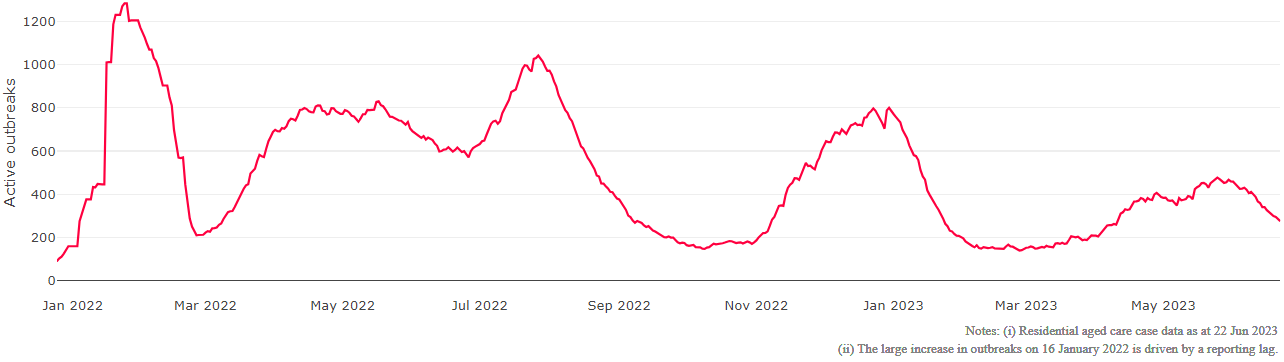 Active outbreaks
1200
1000
800
600
400
200
0
Jan 2022 Mar 2022 May 2022 Jul 2022 Sep 2022 Nov 2022 Jan 2023 Mar 2023 May 2023
Notes: (i) Residential aged care case data as at 22 Jun 2023
(ii) The large increase in outbreaks on 16 January 2022 is driven by a reporting lag.